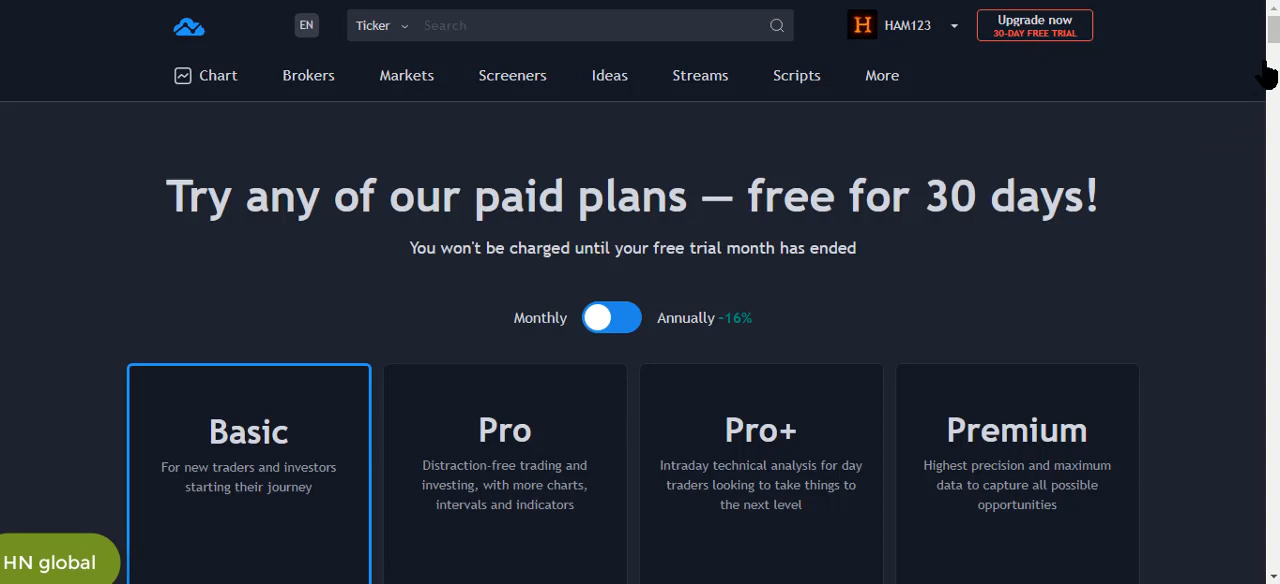 EN
Ticker
Search
H
HAM123
Upgrade now
30-DAY FREE TRIAL
Chart
Brokers
Markets
Screeners
Ideas
Streams
Scripts
More
Try any of our paid plans — free for 30 days!
You won't be charged until your free trial month has ended
Monthly
Annually -16%
Basic
For new traders and investors
starting their journey
Pro
Distraction-free trading and
investing, with more charts,
intervals and indicators
Pro+
Intraday technical analysis for day
traders looking to take things to
the next level
Premium
Highest precision and maximum
data to capture all possible
opportunities
HN global